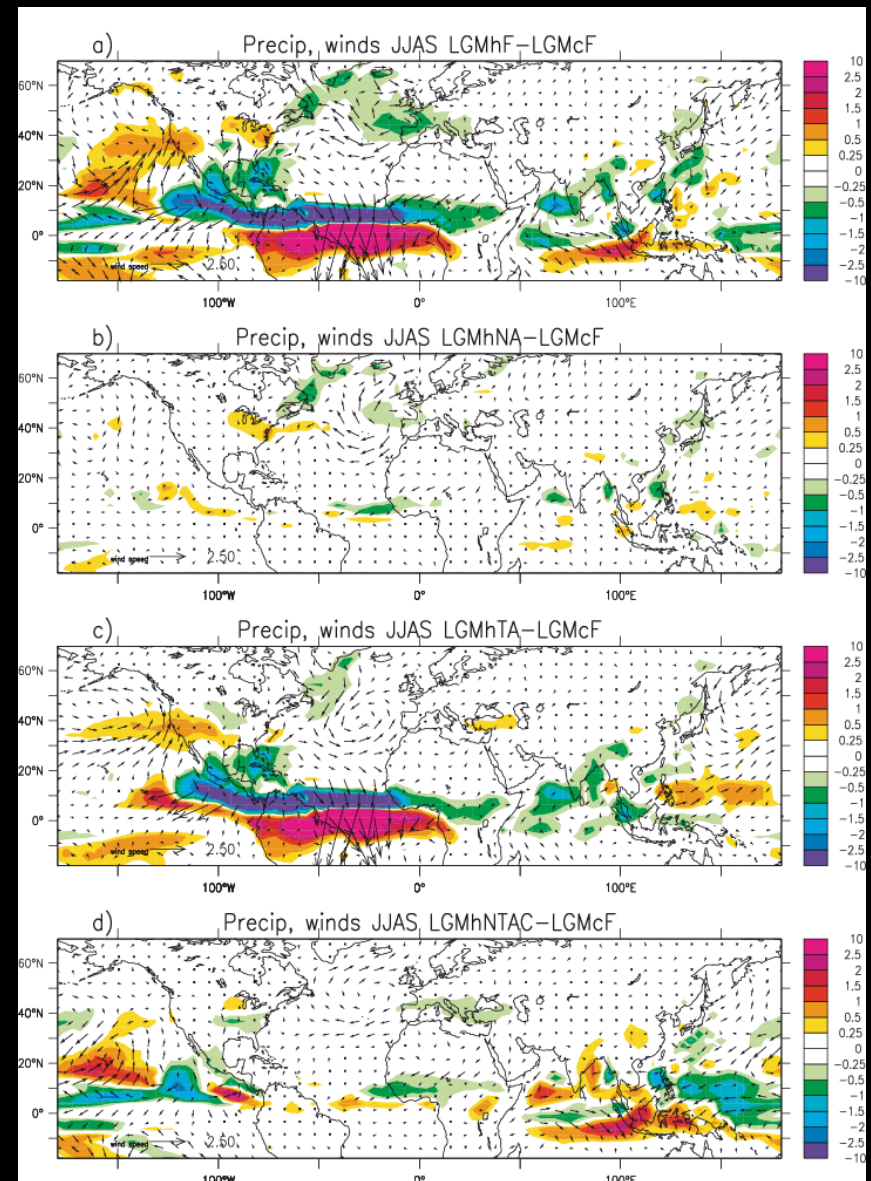 a) Precip, winds JJAS LGMhF-LGMcF
60°N
40°N
20°N
0°
wind speed 2.50
100°W 0° 100°E
10
2.5
2
1.5
1
0.5
0.25
0
-0.25
-0.5
-1
-1.5
-2
-2.5
-10
b) Precip, winds JJAS LGMhNA-LGMcF
60°N
40°N
20°N
0°
wind speed 2.50
100°W 0° 100°E
10
2.5
2
1.5
1
0.5
0.25
0
-0.25
-0.5
-1
-1.5
-2
-2.5
-10
c) Precip, winds JJAS LGMhTA-LGMcF
60°N
40°N
20°N
0°
wind speed 2.50
100°W 0° 100°E
10
2.5
2
1.5
1
0.5
0.25
0
-0.25
-0.5
-1
-1.5
-2
-2.5
-10
d) Precip, winds JJAS LGMhNTAC-LGMcF
60°N
40°N
20°N
0°
wind speed 2.50
100°W 0° 100°E
10
2.5
2
1.5
1
0.5
0.25
0
-0.25
-0.5
-1
-1.5
-2
-2.5
-10